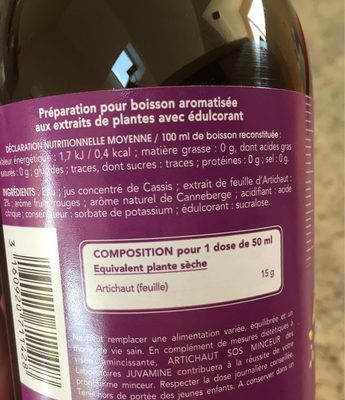 Préparation pour boisson aromatisée
aux extraits de plantes avec édulcorant
DÉCLARATION NUTRITIONNELLE MOYENNE / 100 ml de boisson reconstituée :
Valeur énergétique : 1,7 kJ / 0,4 kcal ; matière grasse : 0 g, dont acides gras
saturés : 0 g ; glucides : traces, dont sucres : traces ; protéines : 0 g ; sel : 0 g.
INGRÉDIENTS : Eau ; jus concentré de Cassis ; extrait de feuille d'Artichaut :
2% ; arôme fruits rouges ; arôme naturel de Canneberge ; acidifiant : acide
citrique ; conservateur : sorbate de potassium ; édulcorant : sucralose.
COMPOSITION pour 1 dose de 50 ml
Equivalent plante sèche
Artichaut (feuille) 15 g
Ne peut remplacer une alimentation variée, équilibrée et un
mode de vie sain. En complément de mesures diététiques à
visée amincissante, ARTICHAUT SOS MINCEUR des
Laboratoires JUVAMINE contribuera à la réussite de votre
programme minceur. Respecter la dose journalière conseillée.
Tenir hors de portée des jeunes enfants. A conserver dans un